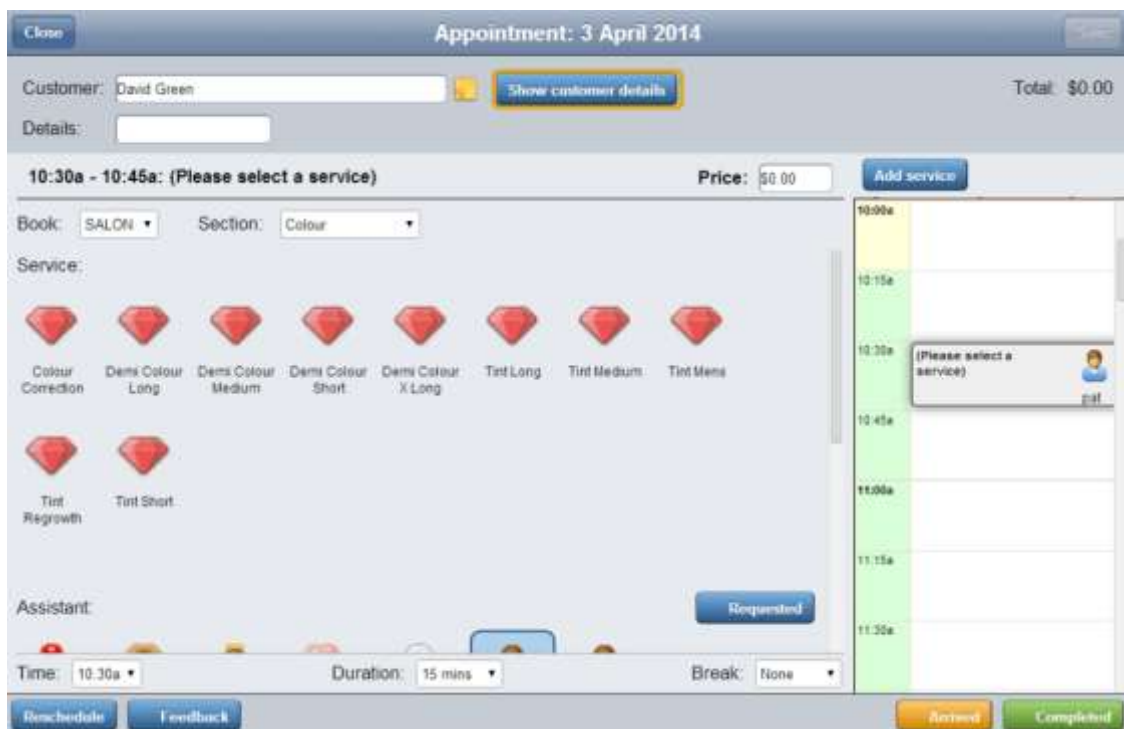 Close
Appointment: 3 April 2014
Customer: David Green
Show customer details
Total: $0.00
Details:
10:30a - 10:45a: (Please select a service)
Price: $0.00
Add service
Book: SALON
Section: Colour
Service:
Colour Correction
Demi Colour Long
Demi Colour Medium
Demi Colour Short
Demi Colour X Long
Tint Long
Tint Medium
Tint Mens
Tint Regrowth
Tint Short
Assistant:
Requested
Time: 10.30a
Duration: 15 mins
Break: None
10:00a
10:15a
10:30a
(Please select a
service)
pat
10:45a
11:00a
11:15a
11:30a
Reschedule
Feedback
Arrived
Completed